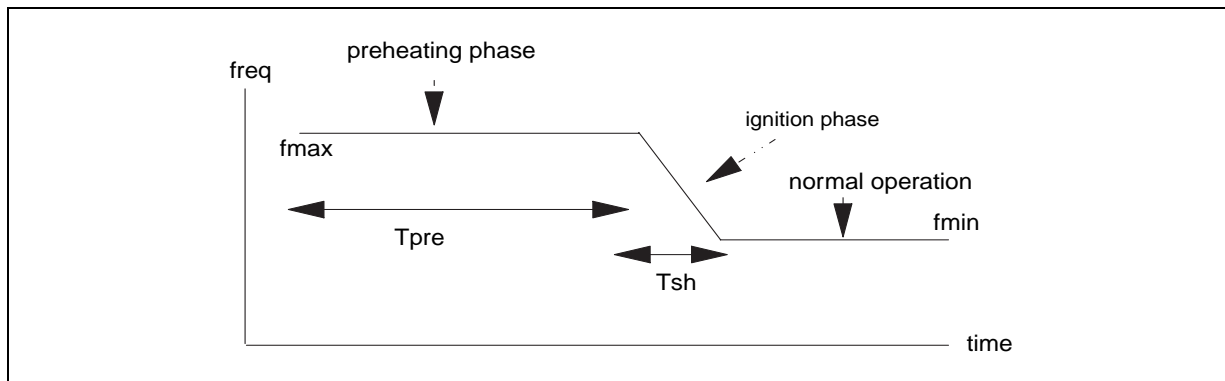 preheating phase
freq
ignition phase
fmax
normal operation
fmin
Tpre
Tsh
time